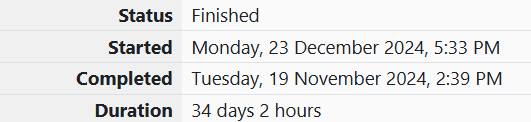 Status Finished
Started Monday, 23 December 2024, 5:33 PM
Completed Tuesday, 19 November 2024, 2:39 PM
Duration 34 days 2 hours